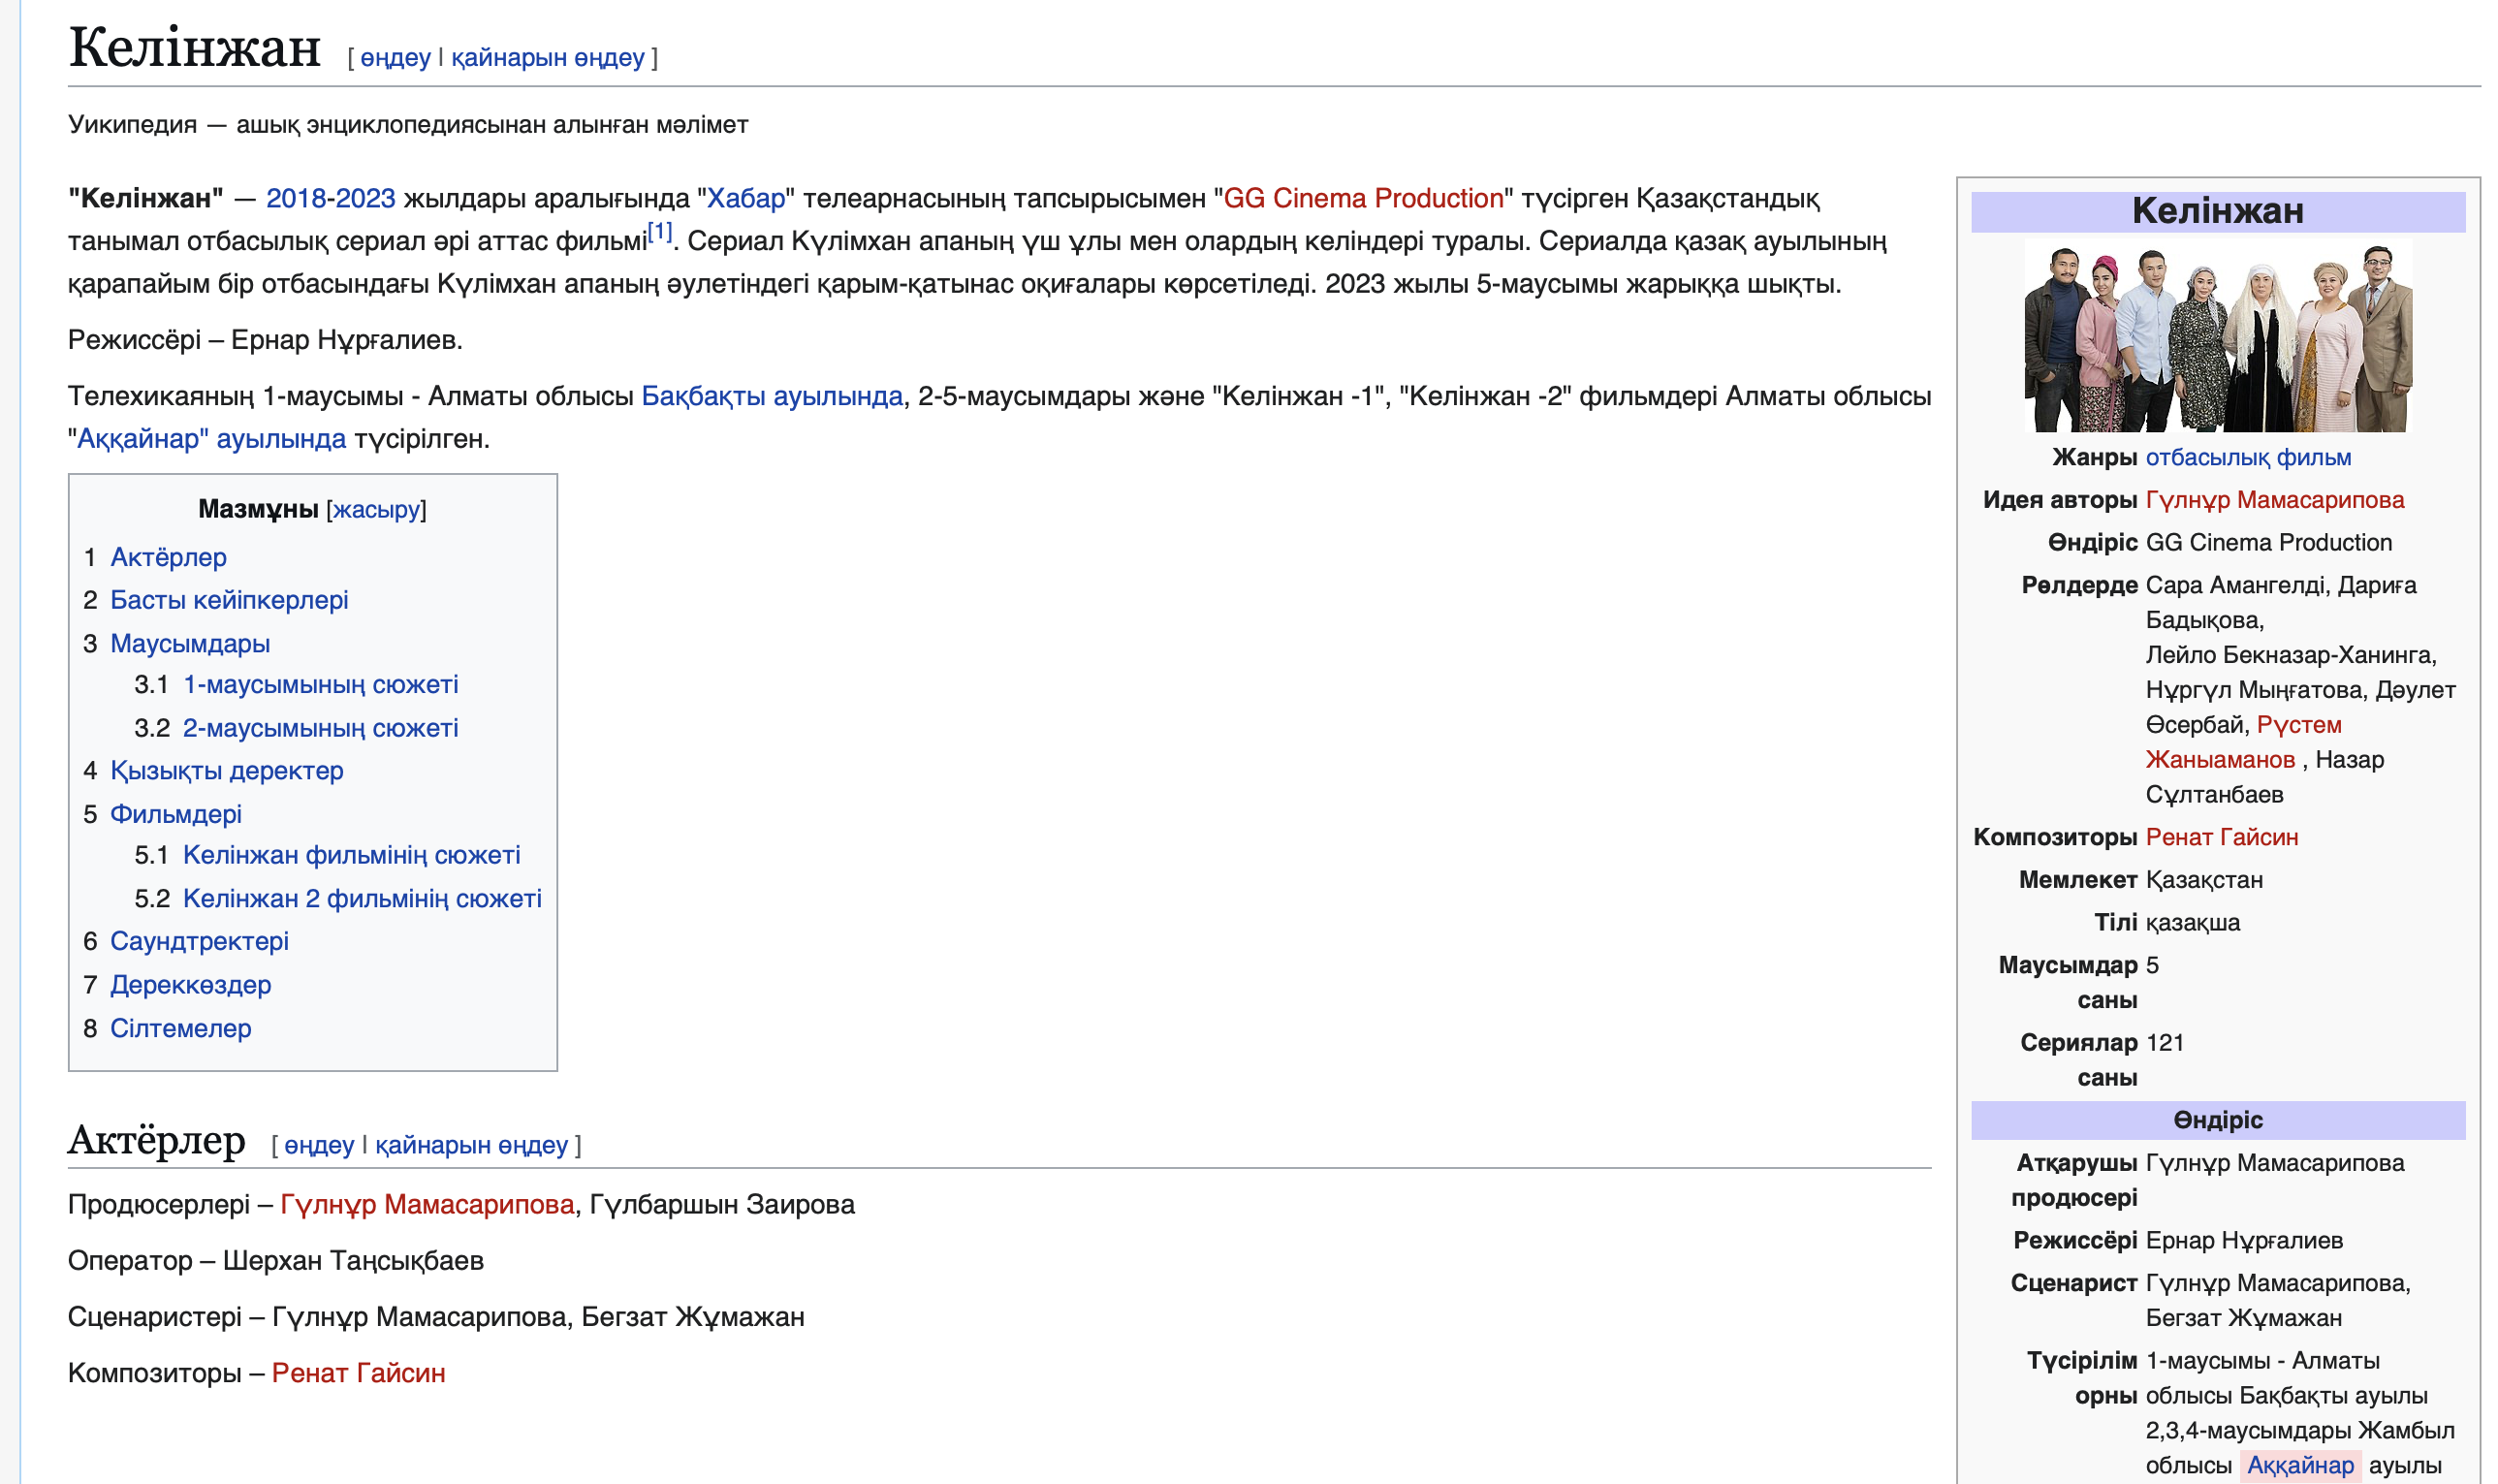 Келінжан [ өңдеу | қайнарын өңдеу ]
Уикипедия — ашық энциклопедиясынан алынған мәлімет
"Келінжан" — 2018-2023 жылдары аралығында "Хабар" телеарнасының тапсырысымен "GG Cinema Production" түсірген Қазақстандық
танымал отбасылық сериал әрі аттас фильмі[1]. Сериал Күлімхан апаның үш ұлы мен олардың келіндері туралы. Сериалда қазақ ауылының
қарапайым бір отбасындағы Күлімхан апаның әулетіндегі қарым-қатынас оқиғалары көрсетіледі. 2023 жылы 5-маусымы жарыққа шықты.
Режиссёрі – Ернар Нұрғалиев.
Телехикаяның 1-маусымы - Алматы облысы Бақбақты ауылында, 2-5-маусымдары және "Келінжан -1", "Келінжан -2" фильмдері Алматы облысы
"Аққайнар" ауылында түсірілген.
Мазмұны [жасыру]
1 Актёрлер
2 Басты кейіпкерлері
3 Маусымдары
3.1 1-маусымының сюжеті
3.2 2-маусымының сюжеті
4 Қызықты деректер
5 Фильмдері
5.1 Келінжан фильмінің сюжеті
5.2 Келінжан 2 фильмінің сюжеті
6 Саундтректері
7 Дереккөздер
8 Сілтемелер
Актёрлер [ өңдеу | қайнарын өңдеу ]
Продюсерлері – Гүлнұр Мамасарипова, Гүлбаршын Заирова
Оператор – Шерхан Таңсықбаев
Сценаристері – Гүлнұр Мамасарипова, Бегзат Жұмажан
Композиторы – Ренат Гайсин
Келінжан
Жанры отбасылық фильм
Идея авторы Гүлнұр Мамасарипова
Өндіріс GG Cinema Production
Рөлдерде Сара Амангелді, Дариға
Бадықова,
Лейло Бекназар-Ханинга,
Нұргүл Мыңғатова, Дәулет
Өсербай, Рүстем
Жаныаманов , Назар
Сұлтанбаев
Композиторы Ренат Гайсин
Мемлекет Қазақстан
Тілі қазақша
Маусымдар 5
саны
Сериялар 121
саны
Өндіріс
Атқарушы Гүлнұр Мамасарипова
продюсері
Режиссёрі Ернар Нұрғалиев
Сценарист Гүлнұр Мамасарипова,
Бегзат Жұмажан
Түсірілім 1-маусымы - Алматы
орны облысы Бақбақты ауылы
2,3,4-маусымдары Жамбыл
облысы Аққайнар ауылы